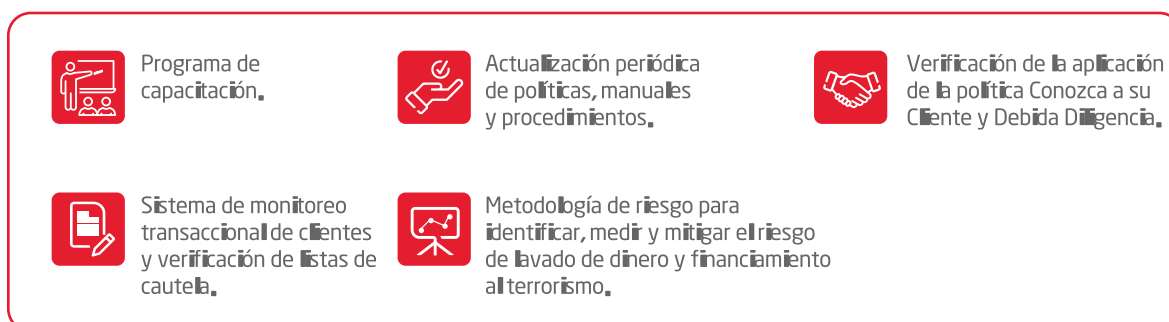 Programa de
capacitación.
Actualización periódica
de políticas, manuales
y procedimientos.
Verificación de la aplicación
de la política Conozca a su
Cliente y Debida Diligencia.
Sistema de monitoreo
transaccional de clientes
y verificación de listas de
cautela.
Metodología de riesgo para
identificar, medir y mitigar el riesgo
de lavado de dinero y financiamiento
al terrorismo.